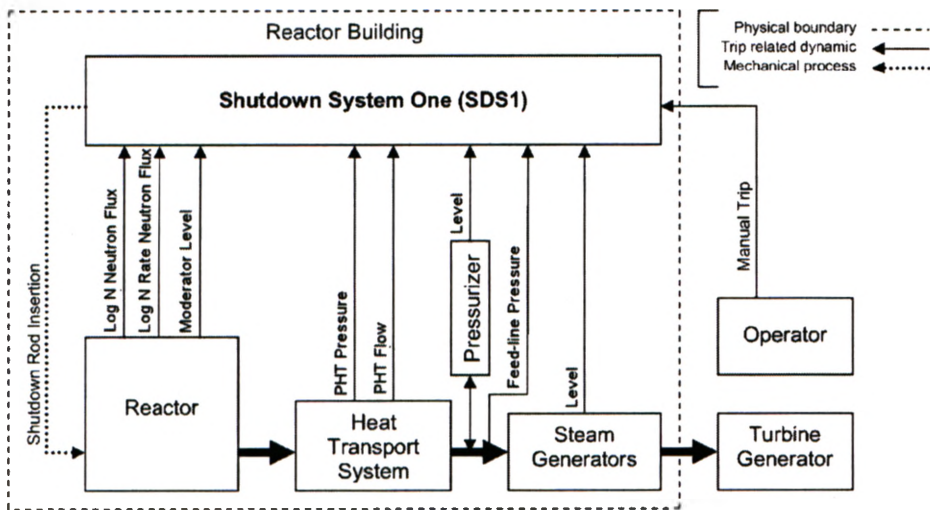 Physical boundary
Trip related dynamic
Mechanical process
Reactor Building
Shutdown System One (SDS1)
Shutdown Rod Insertion
Log N Neutron Flux
Log N Rate Neutron Flux
Moderator Level
PHT Pressure
PHT Flow
Level
Pressurizer
Feed-line Pressure
Level
Manual Trip
Reactor
Heat
Transport
System
Steam
Generators
Operator
Turbine
Generator